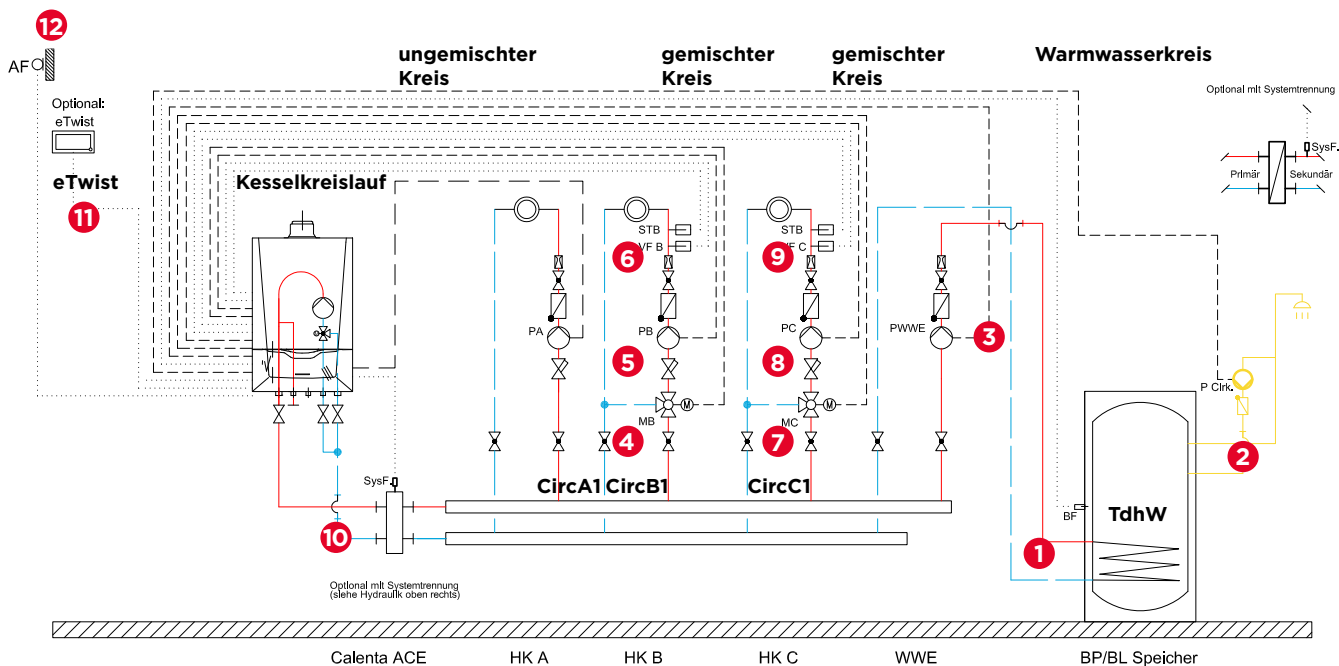 12
AF
Optional:
eTwist
eTwist
11
ungemischter
Kreis
gemischter
Kreis
gemischter
Kreis
Warmwasserkreis
Optional mit Systemtrennung
SysF.
Primär
Sekundär
Kesselkreislauf
STB
VF B
6
STB
VF C
9
PA
PB
PC
PWWE
3
5
8
M
M
MB
MC
4
7
P Cirk.
2
SysF.
CircA1
CircB1
CircC1
10
BF
TdhW
1
Optional mit Systemtrennung
(siehe Hydraulik oben rechts)
Calenta ACE
HK A
HK B
HK C
WWE
BP/BL Speicher